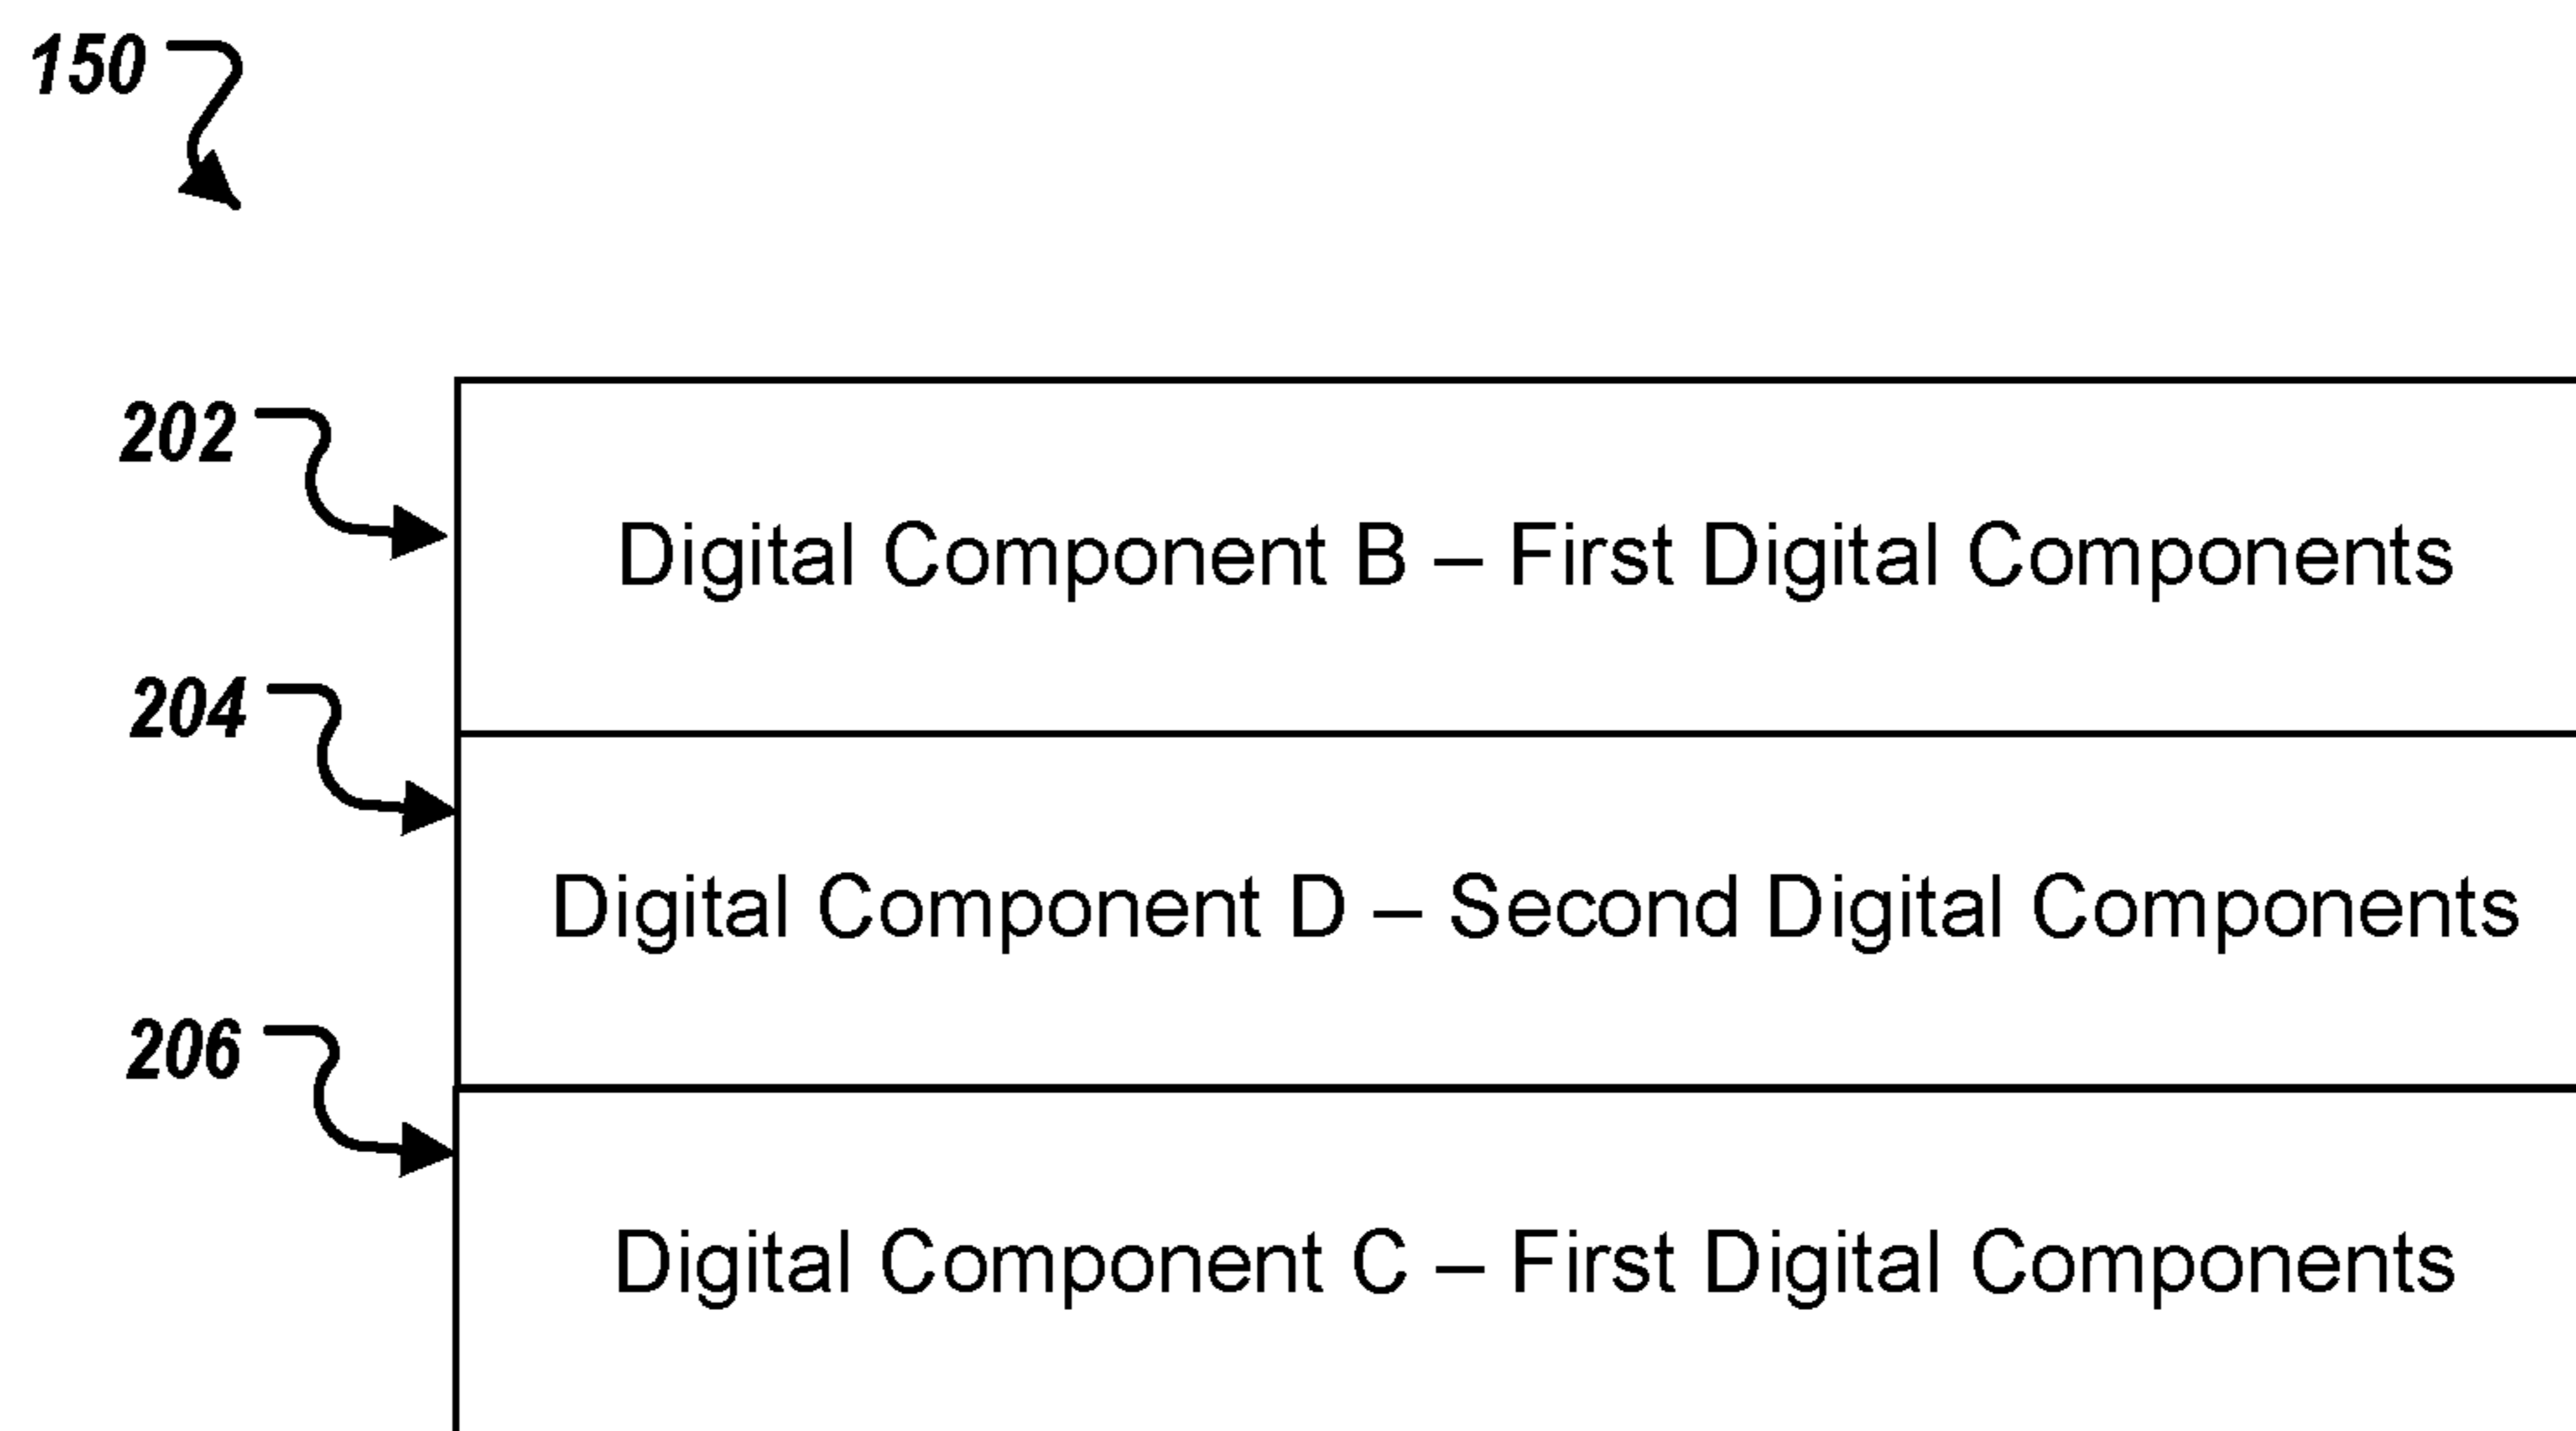 150
202
Digital Component B – First Digital Components
204
Digital Component D – Second Digital Components
206
Digital Component C – First Digital Components